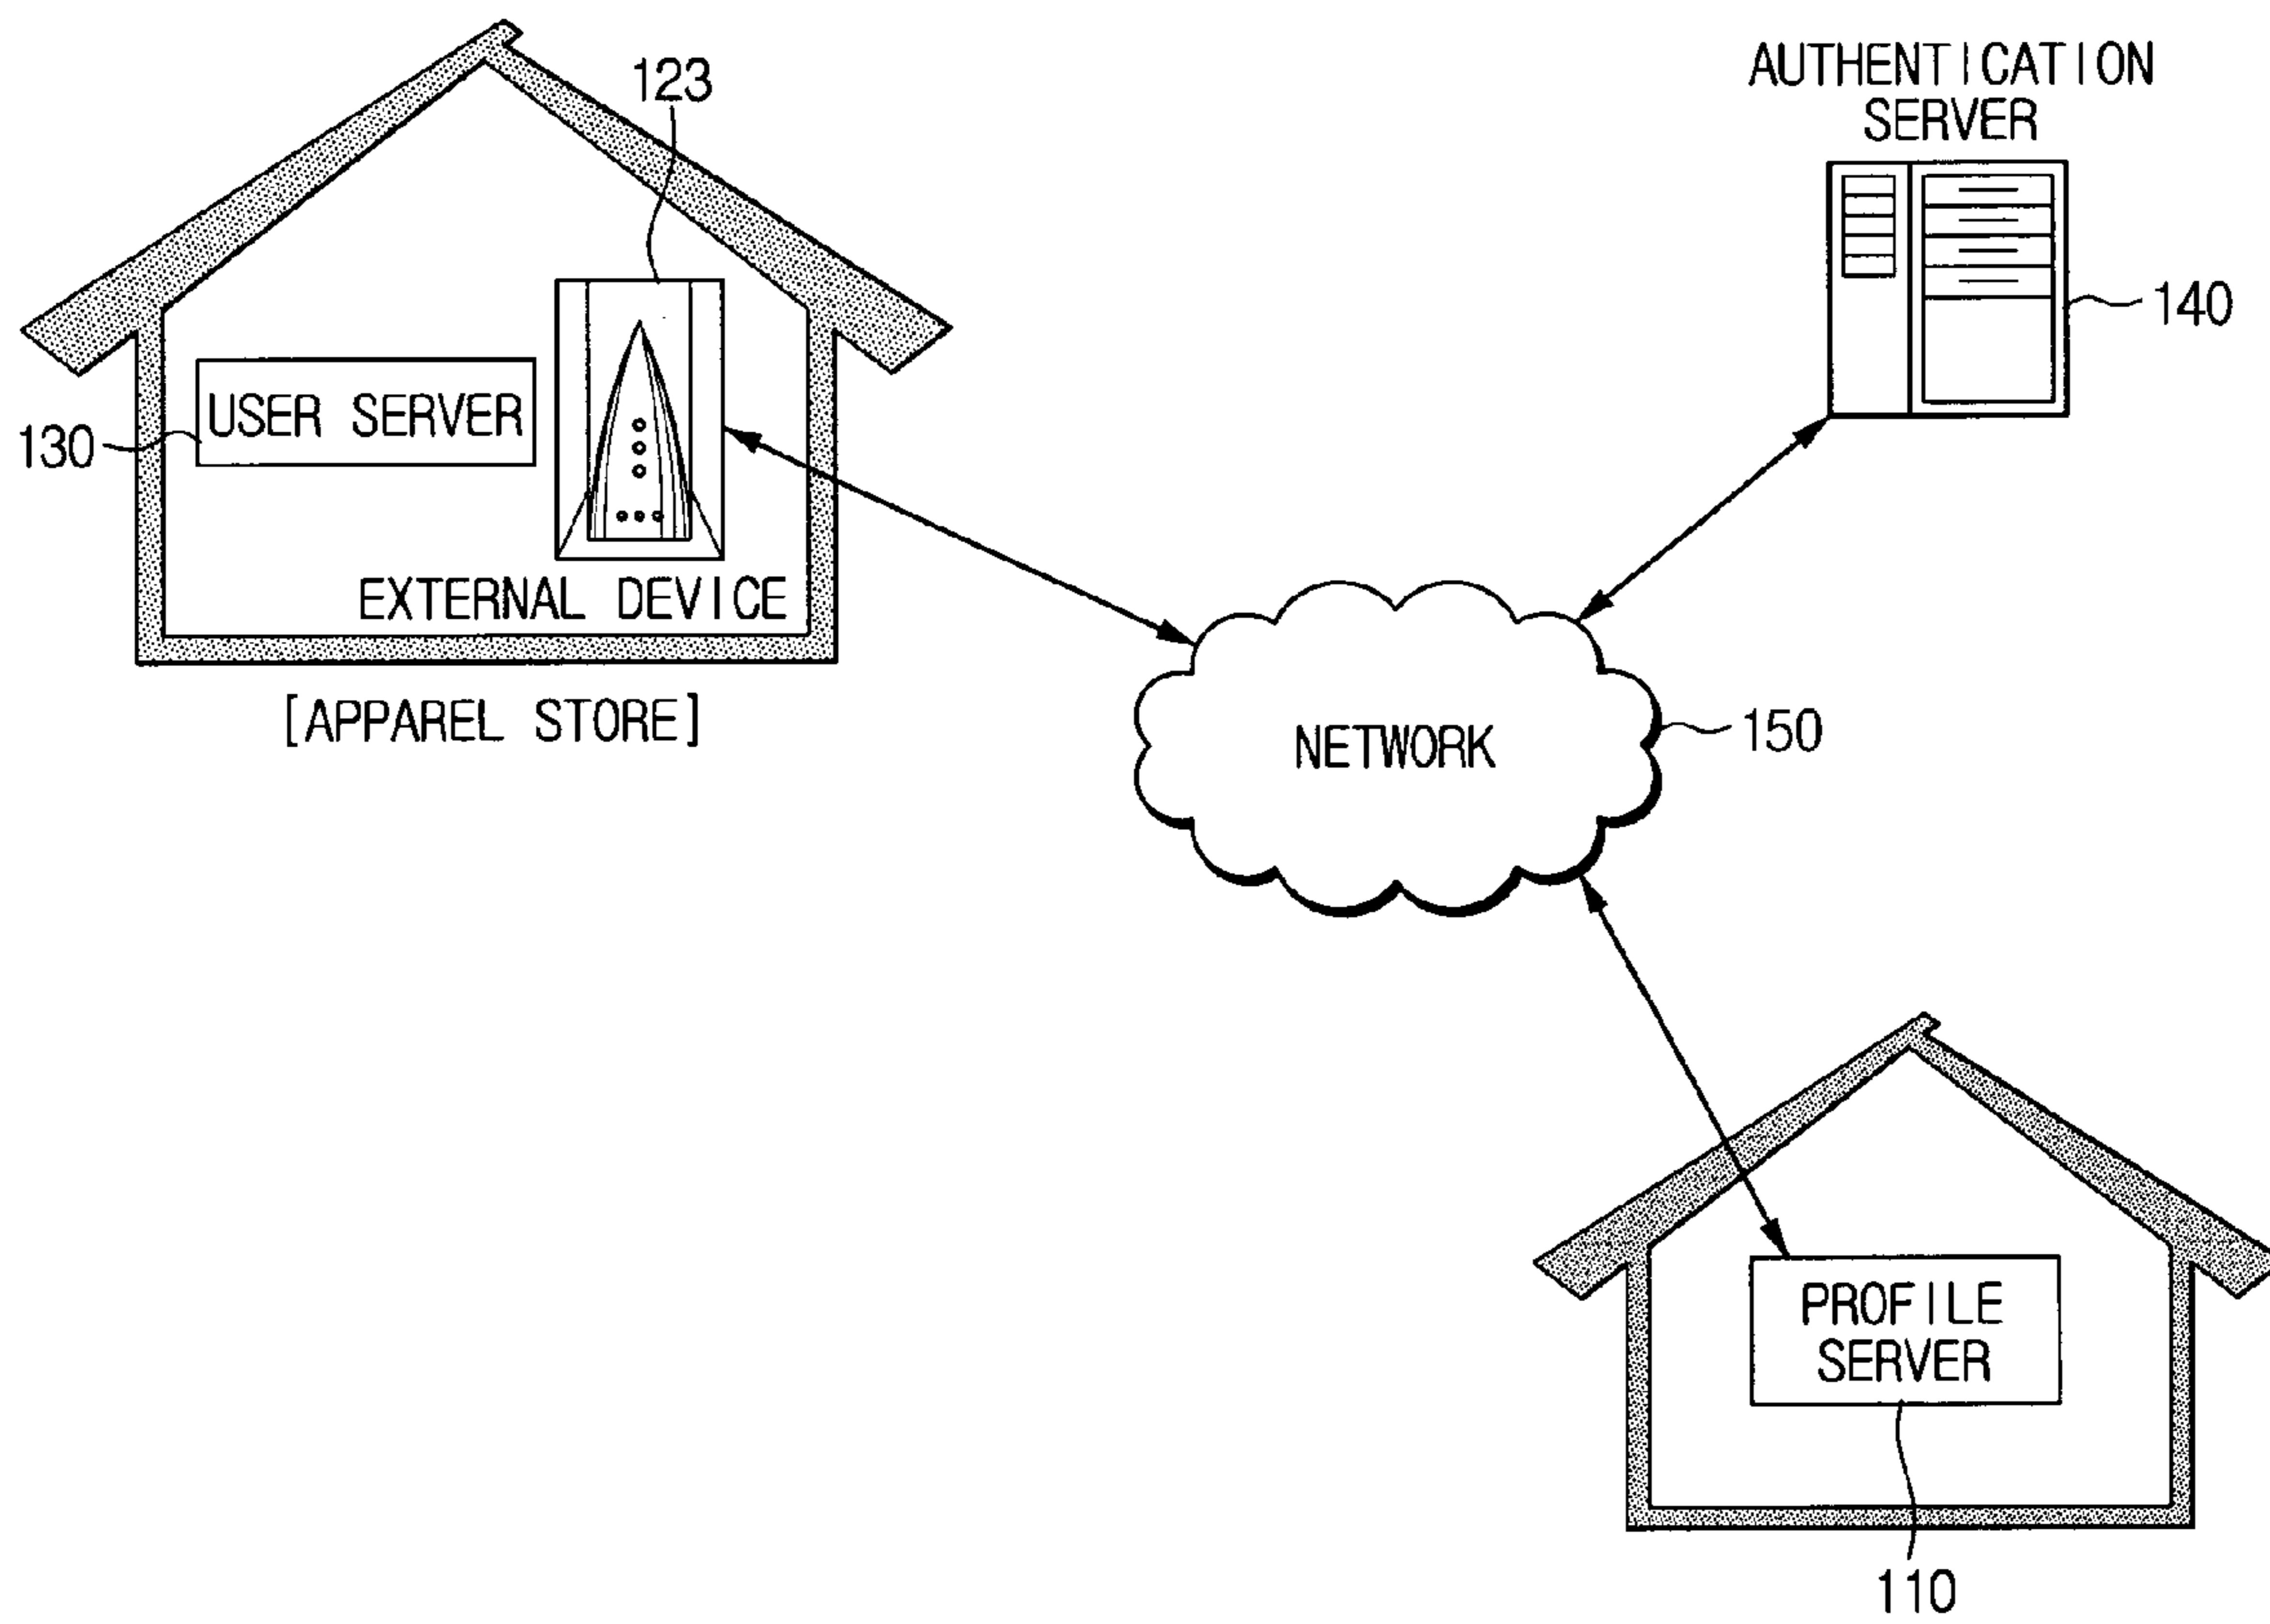 123
AUTHENTICATION
SERVER
140
USER SERVER
130
EXTERNAL DEVICE
[APPAREL STORE]
NETWORK
150
PROFILE
SERVER
110